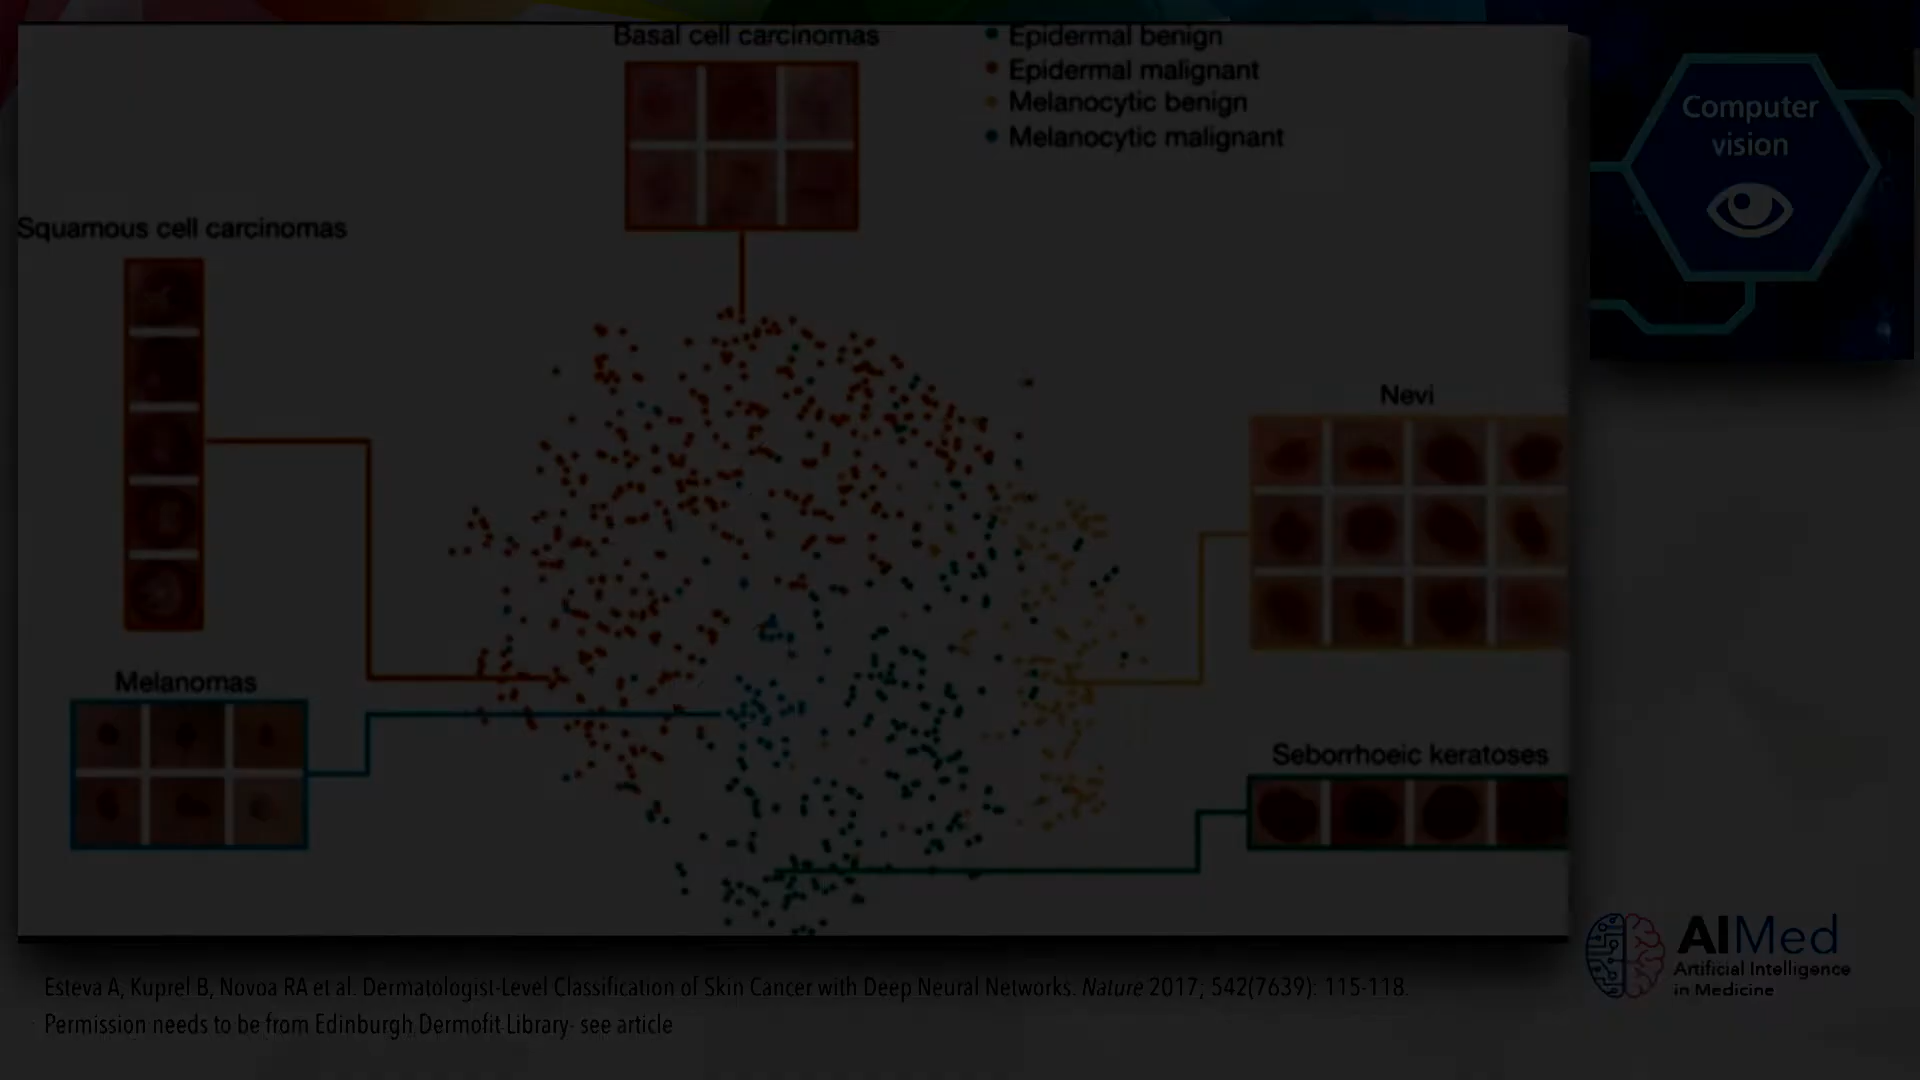 Basal cell carcinomas
Epidermal benign
Epidermal malignant
Melanocytic benign
Melanocytic malignant
Computer
vision
Squamous cell carcinomas
Nevi
Melanomas
Seborrhoeic keratoses
AIMed
Artificial Intelligence
in Medicine
Esteva A, Kuprel B, Novoa RA et al. Dermatologist-Level Classification of Skin Cancer with Deep Neural Networks. Nature 2017; 542(7639): 115-118.
Permission needs to be from Edinburgh Dermofit Library- see article